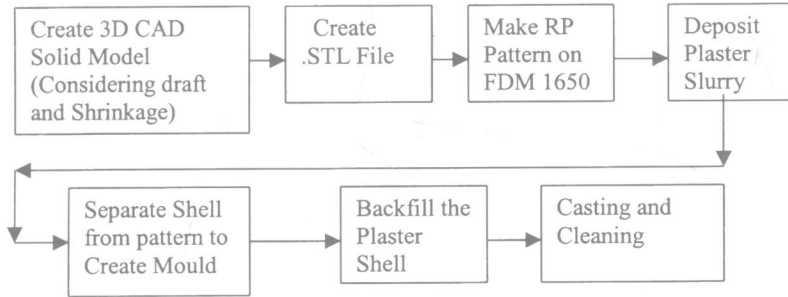 Create 3D CAD
Solid Model
(Considering draft
and Shrinkage)
Create
.STL File
Make RP
Pattern on
FDM 1650
Deposit
Plaster
Slurry
Separate Shell
from pattern to
Create Mould
Backfill the
Plaster
Shell
Casting and
Cleaning